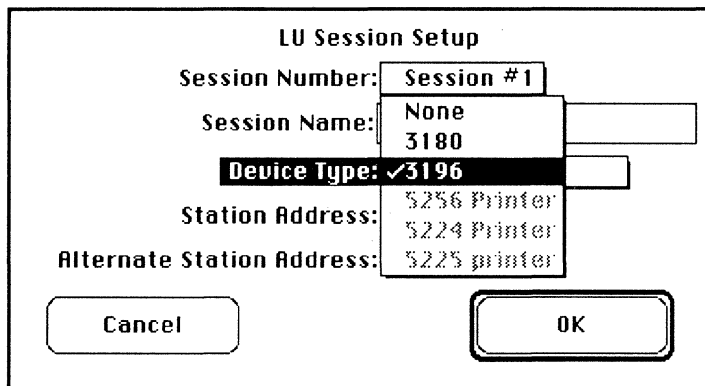 LU Session Setup
Session Number: Session #1
Session Name:
None
3180
Device Type: ✓3196
5256 Printer
Station Address:
5224 Printer
Alternate Station Address: 5225 printer
Cancel
OK